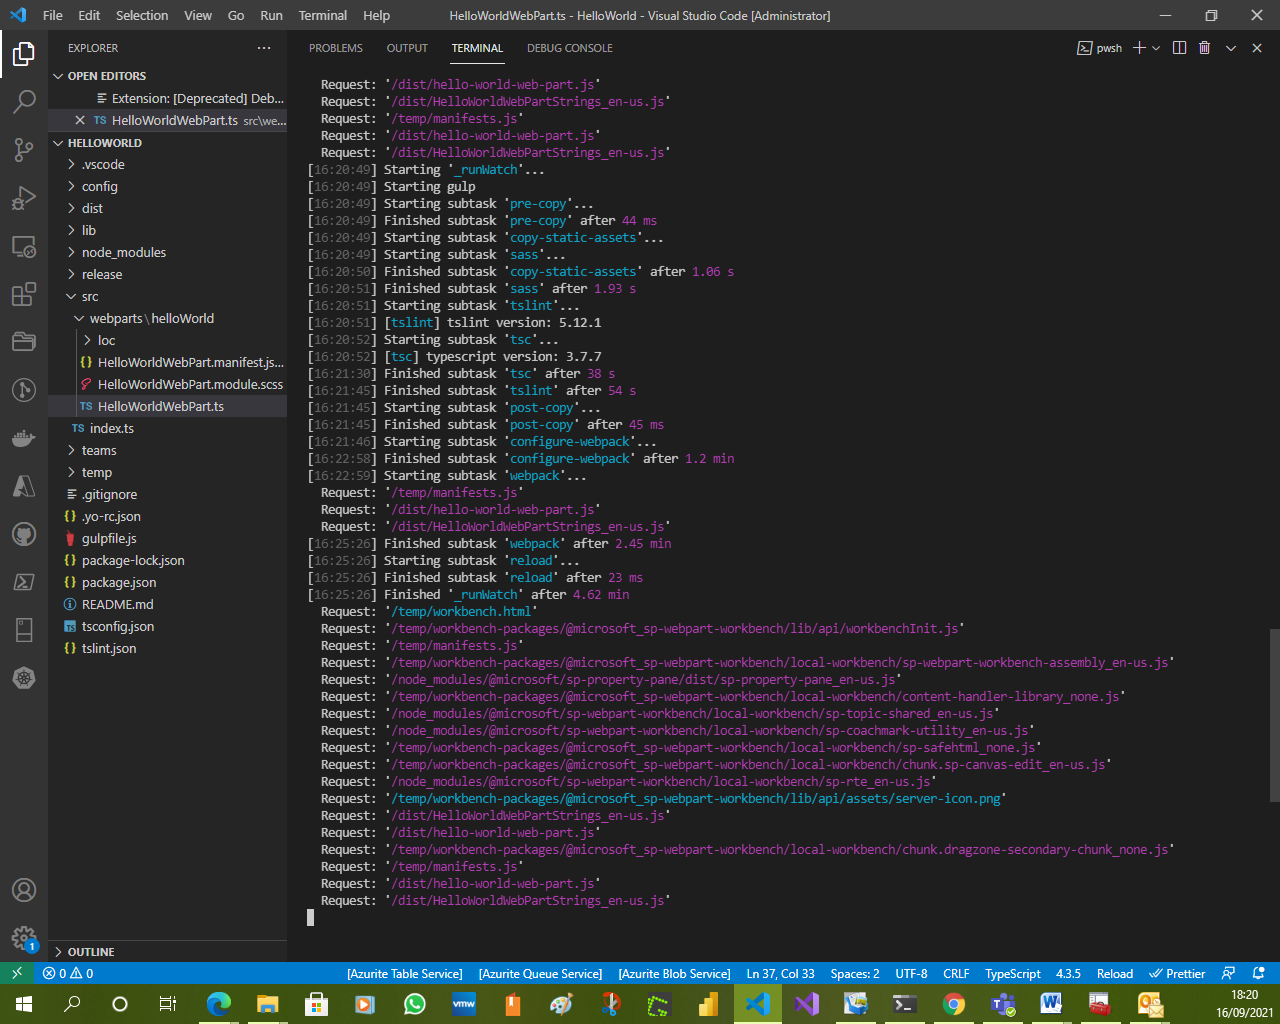 File Edit Selection View Go Run Terminal Help HelloWorldWebPart.ts - HelloWorld - Visual Studio Code [Administrator]
EXPLORER
OPEN EDITORS
Extension: [Deprecated] Deb...
TS HelloWorldWebPart.ts src\we...
HELLOWORLD
.vscode
config
dist
lib
node_modules
release
src
webparts\helloWorld
loc
{} HelloWorldWebPart.manifest.js...
HelloWorldWebPart.module.scss
TS HelloWorldWebPart.ts
TS index.ts
teams
temp
.gitignore
{} .yo-rc.json
gulpfile.js
{} package-lock.json
{} package.json
README.md
tsconfig.json
{} tslint.json
OUTLINE
PROBLEMS OUTPUT TERMINAL DEBUG CONSOLE pwsh
Request: '/dist/hello-world-web-part.js'
Request: '/dist/HelloWorldWebPartStrings_en-us.js'
Request: '/temp/manifests.js'
Request: '/dist/hello-world-web-part.js'
Request: '/dist/HelloWorldWebPartStrings_en-us.js'
[16:20:49] Starting '_runWatch'...
[16:20:49] Starting gulp
[16:20:49] Starting subtask 'pre-copy'...
[16:20:49] Finished subtask 'pre-copy' after 44 ms
[16:20:49] Starting subtask 'copy-static-assets'...
[16:20:49] Starting subtask 'sass'...
[16:20:50] Finished subtask 'copy-static-assets' after 1.06 s
[16:20:51] Finished subtask 'sass' after 1.93 s
[16:20:51] Starting subtask 'tslint'...
[16:20:51] [tslint] tslint version: 5.12.1
[16:20:52] Starting subtask 'tsc'...
[16:20:52] [tsc] typescript version: 3.7.7
[16:21:30] Finished subtask 'tsc' after 38 s
[16:21:45] Finished subtask 'tslint' after 54 s
[16:21:45] Starting subtask 'post-copy'...
[16:21:45] Finished subtask 'post-copy' after 45 ms
[16:21:46] Starting subtask 'configure-webpack'...
[16:22:58] Finished subtask 'configure-webpack' after 1.2 min
[16:22:59] Starting subtask 'webpack'...
Request: '/temp/manifests.js'
Request: '/dist/hello-world-web-part.js'
Request: '/dist/HelloWorldWebPartStrings_en-us.js'
[16:25:26] Finished subtask 'webpack' after 2.45 min
[16:25:26] Starting subtask 'reload'...
[16:25:26] Finished subtask 'reload' after 23 ms
[16:25:26] Finished '_runWatch' after 4.62 min
Request: '/temp/workbench.html'
Request: '/temp/workbench-packages/@microsoft_sp-webpart-workbench/lib/api/workbenchInit.js'
Request: '/temp/manifests.js'
Request: '/temp/workbench-packages/@microsoft_sp-webpart-workbench/local-workbench/sp-webpart-workbench-assembly_en-us.js'
Request: '/node_modules/@microsoft/sp-property-pane/dist/sp-property-pane_en-us.js'
Request: '/temp/workbench-packages/@microsoft_sp-webpart-workbench/local-workbench/content-handler-library_none.js'
Request: '/node_modules/@microsoft/sp-webpart-workbench/local-workbench/sp-topic-shared_en-us.js'
Request: '/node_modules/@microsoft/sp-webpart-workbench/local-workbench/sp-coachmark-utility_en-us.js'
Request: '/temp/workbench-packages/@microsoft_sp-webpart-workbench/local-workbench/sp-safehtml_none.js'
Request: '/temp/workbench-packages/@microsoft_sp-webpart-workbench/local-workbench/chunk.sp-canvas-edit_en-us.js'
Request: '/node_modules/@microsoft/sp-webpart-workbench/local-workbench/sp-rte_en-us.js'
Request: '/temp/workbench-packages/@microsoft_sp-webpart-workbench/lib/api/assets/server-icon.png'
Request: '/dist/HelloWorldWebPartStrings_en-us.js'
Request: '/dist/hello-world-web-part.js'
Request: '/temp/workbench-packages/@microsoft_sp-webpart-workbench/local-workbench/chunk.dragzone-secondary-chunk_none.js'
Request: '/temp/manifests.js'
Request: '/dist/hello-world-web-part.js'
Request: '/dist/HelloWorldWebPartStrings_en-us.js'
1
0 0 [Azurite Table Service] [Azurite Queue Service] [Azurite Blob Service] Ln 37, Col 33 Spaces: 2 UTF-8 CRLF TypeScript 4.3.5 Reload Prettier
vmw
18:20
16/09/2021